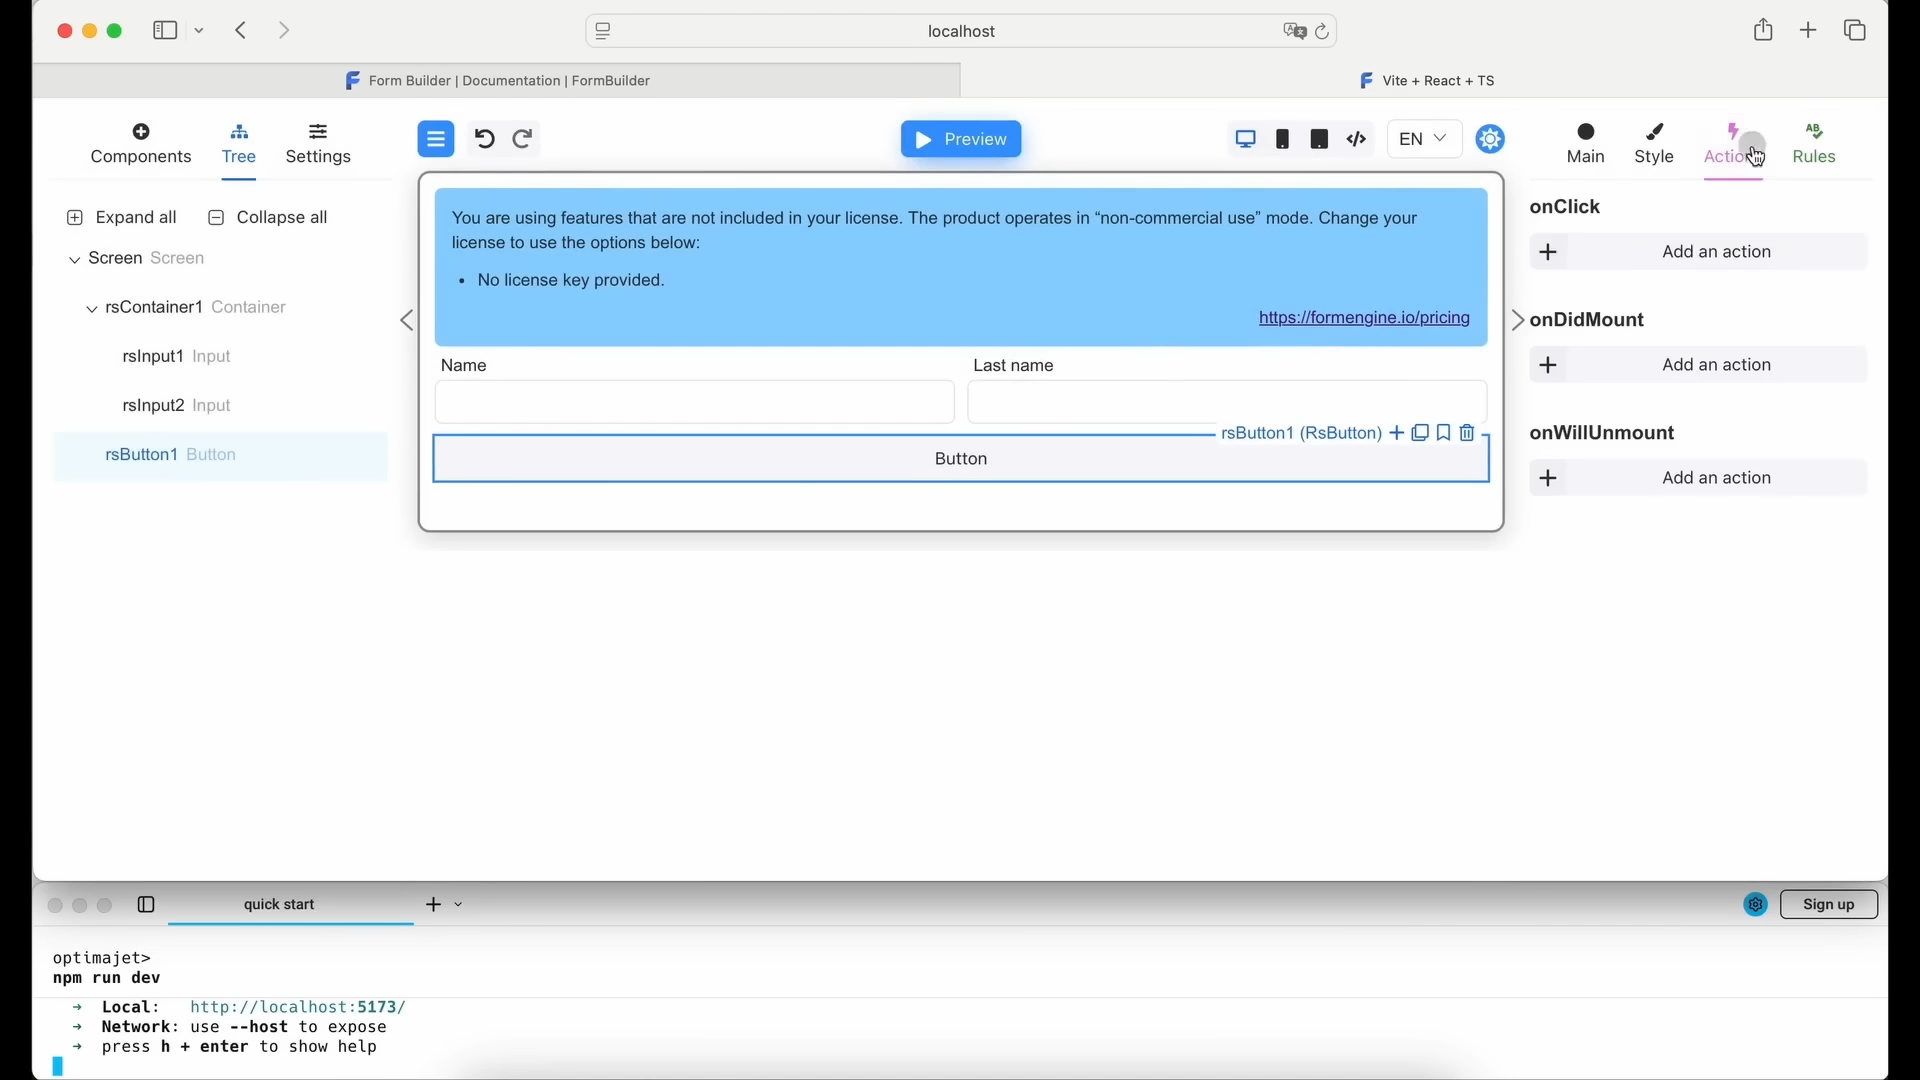 localhost
Form Builder | Documentation | FormBuilder
Vite + React + TS
Components
Tree
Settings
Preview
EN
Main
Style
Rules
Expand all
Collapse all
Screen Screen
rsContainer1 Container
rsInput1 Input
rsInput2 Input
rsButton1 Button
You are using features that are not included in your license. The product operates in “non-commercial use” mode. Change your
license to use the options below:
• No license key provided.
https://formengine.io/pricing
Name
Last name
rsButton1 (RsButton)
Button
onClick
Add an action
onDidMount
Add an action
onWillUnmount
Add an action
quick start
Sign up
optimajet>
npm run dev
➜ Local: http://localhost:5173/
➜ Network: use --host to expose
➜ press h + enter to show help